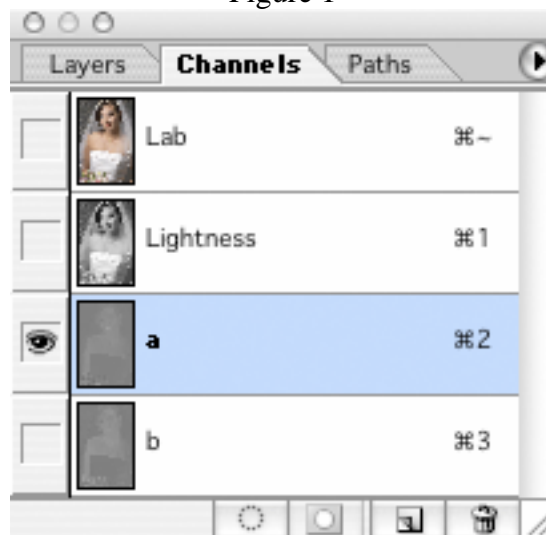 Figure 1
Layers Channels Paths
Lab ⌘~
Lightness ⌘1
a ⌘2
b ⌘3